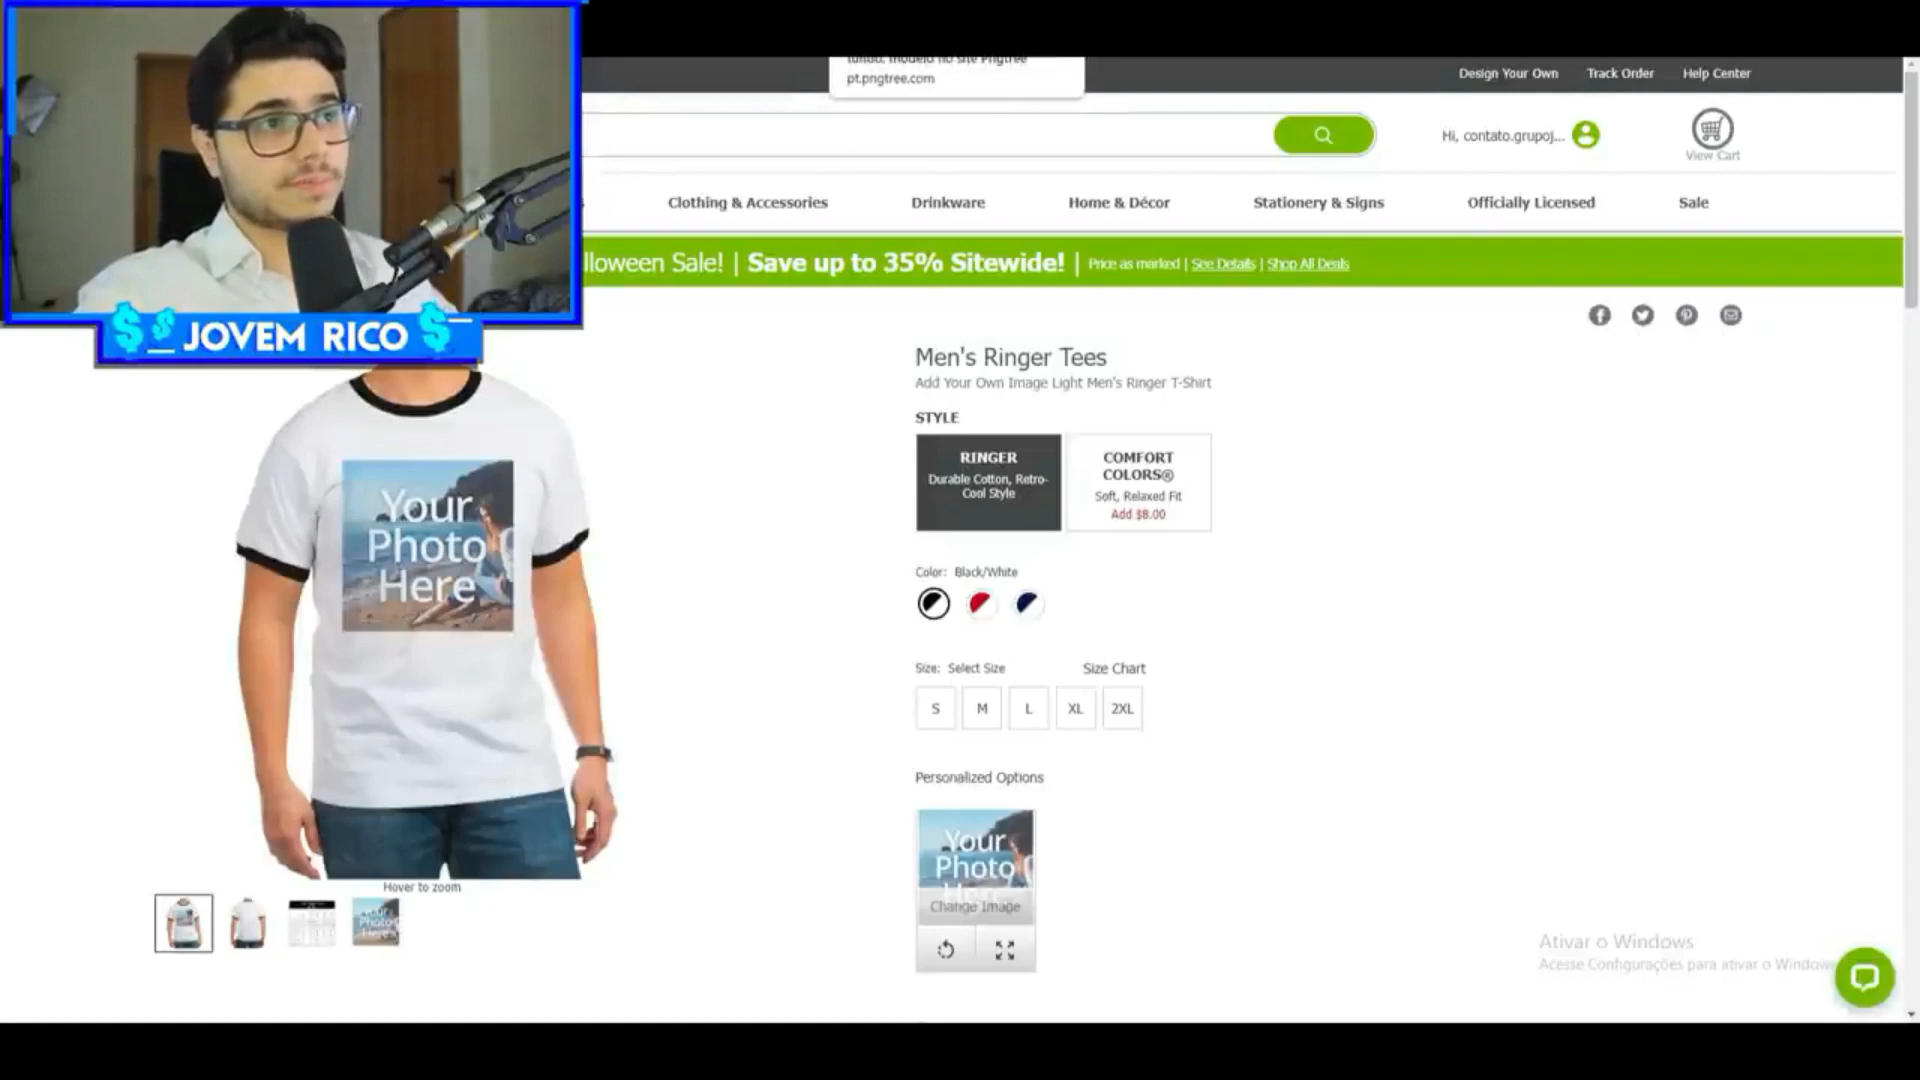 pt.pngtree.com
Design Your Own
Track Order
Help Center
Hi, contato.grupoj...
View Cart
Clothing & Accessories
Drinkware
Home & Décor
Stationery & Signs
Officially Licensed
Sale
lloween Sale! | Save up to 35% Sitewide! | Price as marked | See Details | Shop All Deals
$ $ JOVEM RICO $
Men's Ringer Tees
Add Your Own Image Light Men's Ringer T-Shirt
STYLE
RINGER
Durable Cotton, Retro-
Cool Style
COMFORT
COLORS®
Soft, Relaxed Fit
Add $8.00
Your
Photo
Here
Color: Black/White
Size: Select Size
Size Chart
S
M
L
XL
2XL
Personalized Options
Your
Photo
Here
Change Image
Hover to zoom
Your
Photo
Here
Ativar o Windows
Acesse Configurações para ativar o Windows